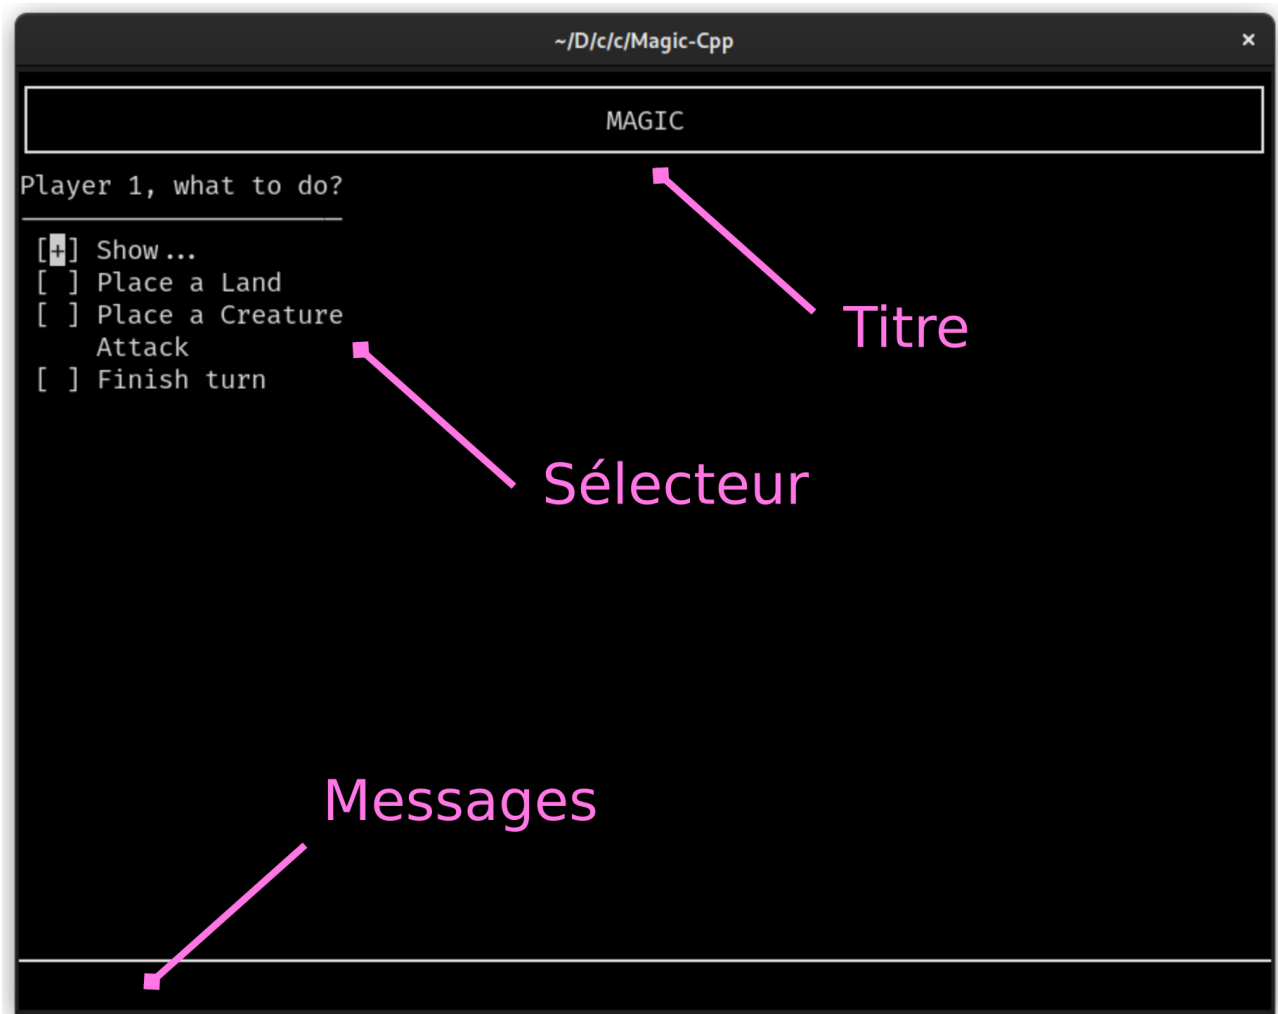 ~/D/c/c/Magic-Cpp ×
MAGIC
Player 1, what to do?
[+] Show...
[ ] Place a Land
[ ] Place a Creature
Attack
[ ] Finish turn
Titre
Sélecteur
Messages